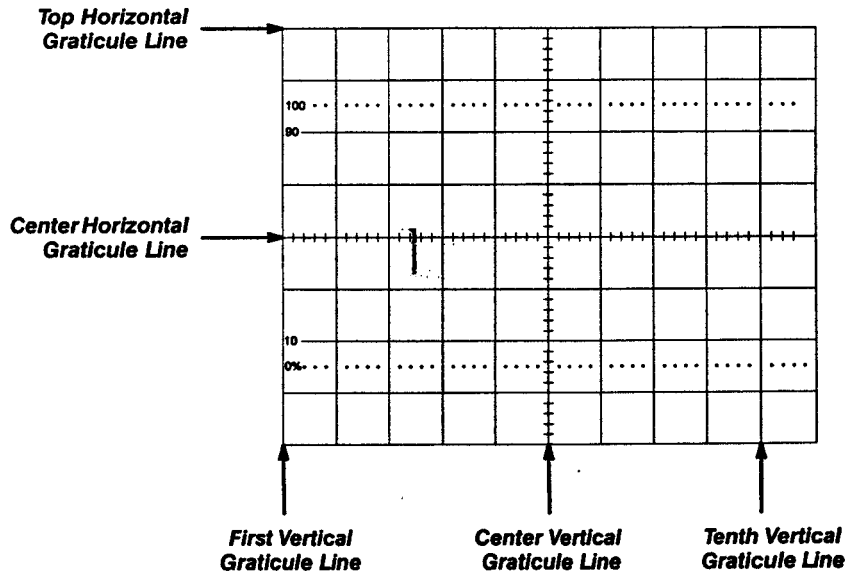 Top Horizontal
Graticule Line
100
90
Center Horizontal
Graticule Line
10
0%
First Vertical
Graticule Line
Center Vertical
Graticule Line
Tenth Vertical
Graticule Line